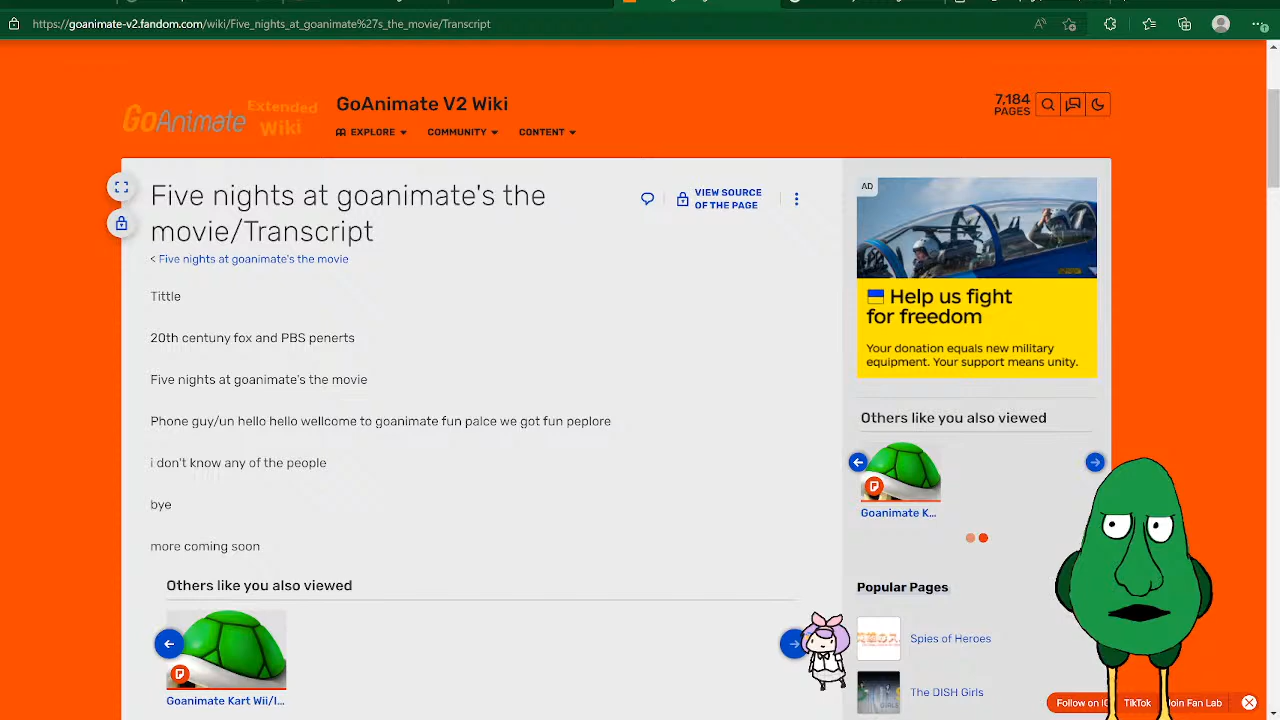 https://goanimate-v2.fandom.com/wiki/Five_nights_at_goanimate%27s_the_movie/Transcript
GoAnimate Extended Wiki
GoAnimate V2 Wiki
7,184
PAGES
EXPLORE COMMUNITY CONTENT
Five nights at goanimate's the
movie/Transcript
VIEW SOURCE
OF THE PAGE
< Five nights at goanimate's the movie
Tittle
20th centuny fox and PBS penerts
Five nights at goanimate's the movie
Phone guy/un hello hello wellcome to goanimate fun palce we got fun peplore
i don't know any of the people
bye
more coming soon
Others like you also viewed
Goanimate Kart Wii/I...
AD
Help us fight
for freedom
Your donation equals new military
equipment. Your support means unity.
Others like you also viewed
Goanimate K...
Popular Pages
Spies of Heroes
The DISH Girls
Follow on IG TikTok Join Fan Lab